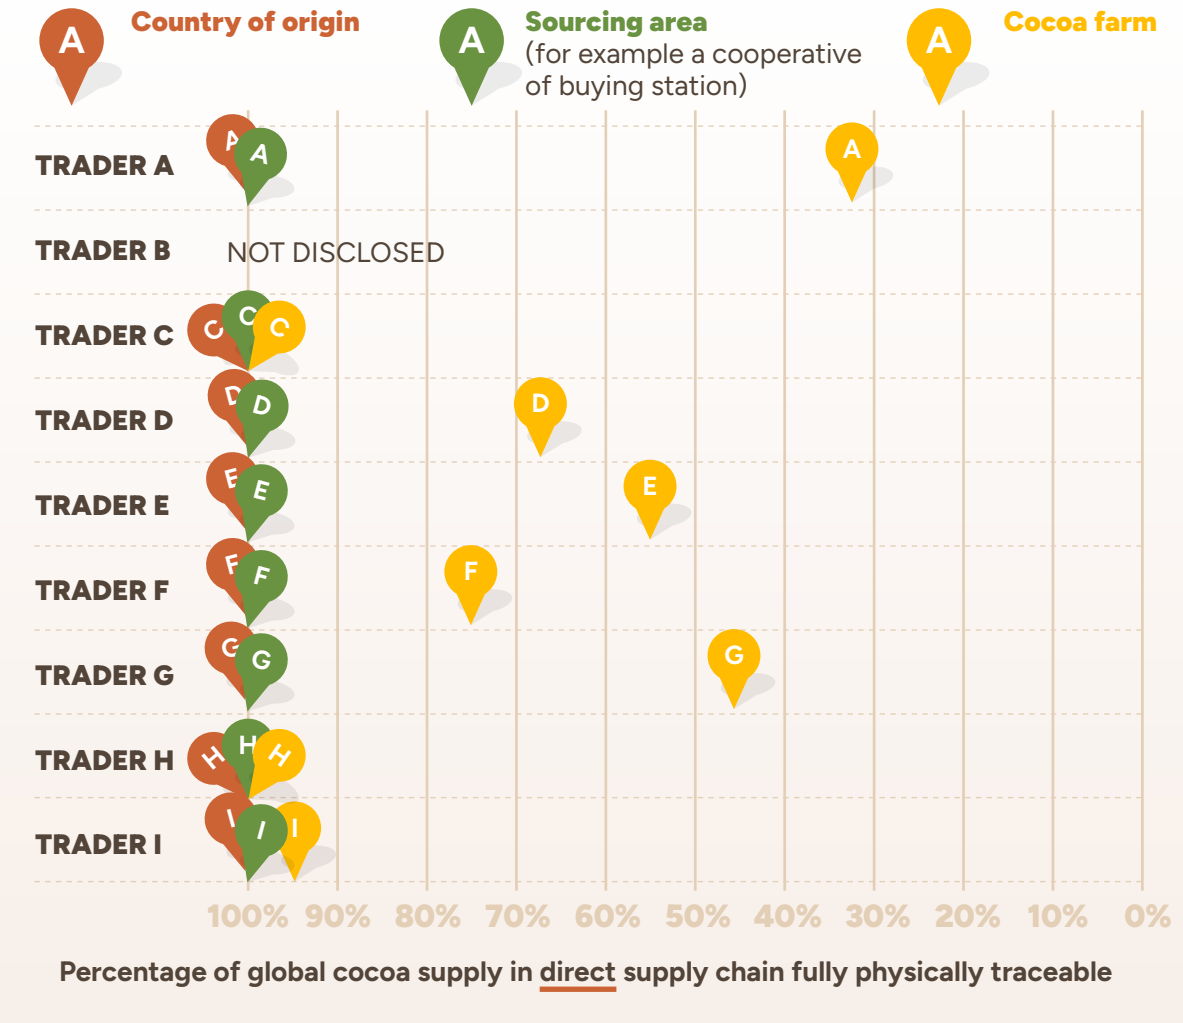 A Country of origin
A Sourcing area
(for example a cooperative
of buying station)
A Cocoa farm
TRADER A A A A
TRADER B NOT DISCLOSED
TRADER C C C C
TRADER D D D D
TRADER E E E E
TRADER F F F F
TRADER G G G G
TRADER H H H H
TRADER I I I I
100% 90% 80% 70% 60% 50% 40% 30% 20% 10% 0%
Percentage of global cocoa supply in direct supply chain fully physically traceable